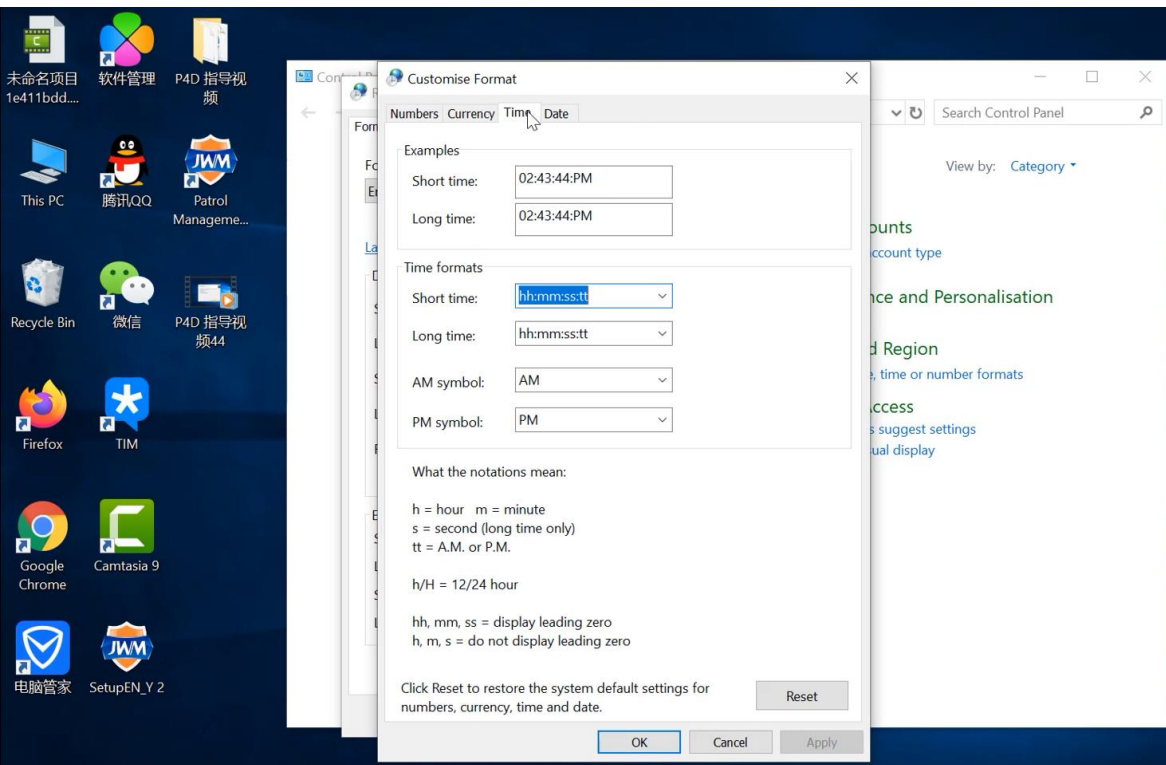 未命名项目
1e411bdd....
软件管理
P4D 指导视
频
This PC
腾讯QQ
JWM
Patrol
Manageme...
Recycle Bin
微信
P4D 指导视
频44
Firefox
TIM
Google
Chrome
Camtasia 9
电脑管家
JWM
SetupEN_Y 2
Search Control Panel
View by: Category
ounts
ccount type
nce and Personalisation
d Region
e, time or number formats
ccess
s suggest settings
ual display
Customise Format
Numbers Currency Time Date
Examples
Short time: 02:43:44:PM
Long time: 02:43:44:PM
Time formats
Short time: hh:mm:ss:tt
Long time: hh:mm:ss:tt
AM symbol: AM
PM symbol: PM
What the notations mean:
h = hour m = minute
s = second (long time only)
tt = A.M. or P.M.
h/H = 12/24 hour
hh, mm, ss = display leading zero
h, m, s = do not display leading zero
Click Reset to restore the system default settings for
numbers, currency, time and date.
Reset
OK Cancel Apply